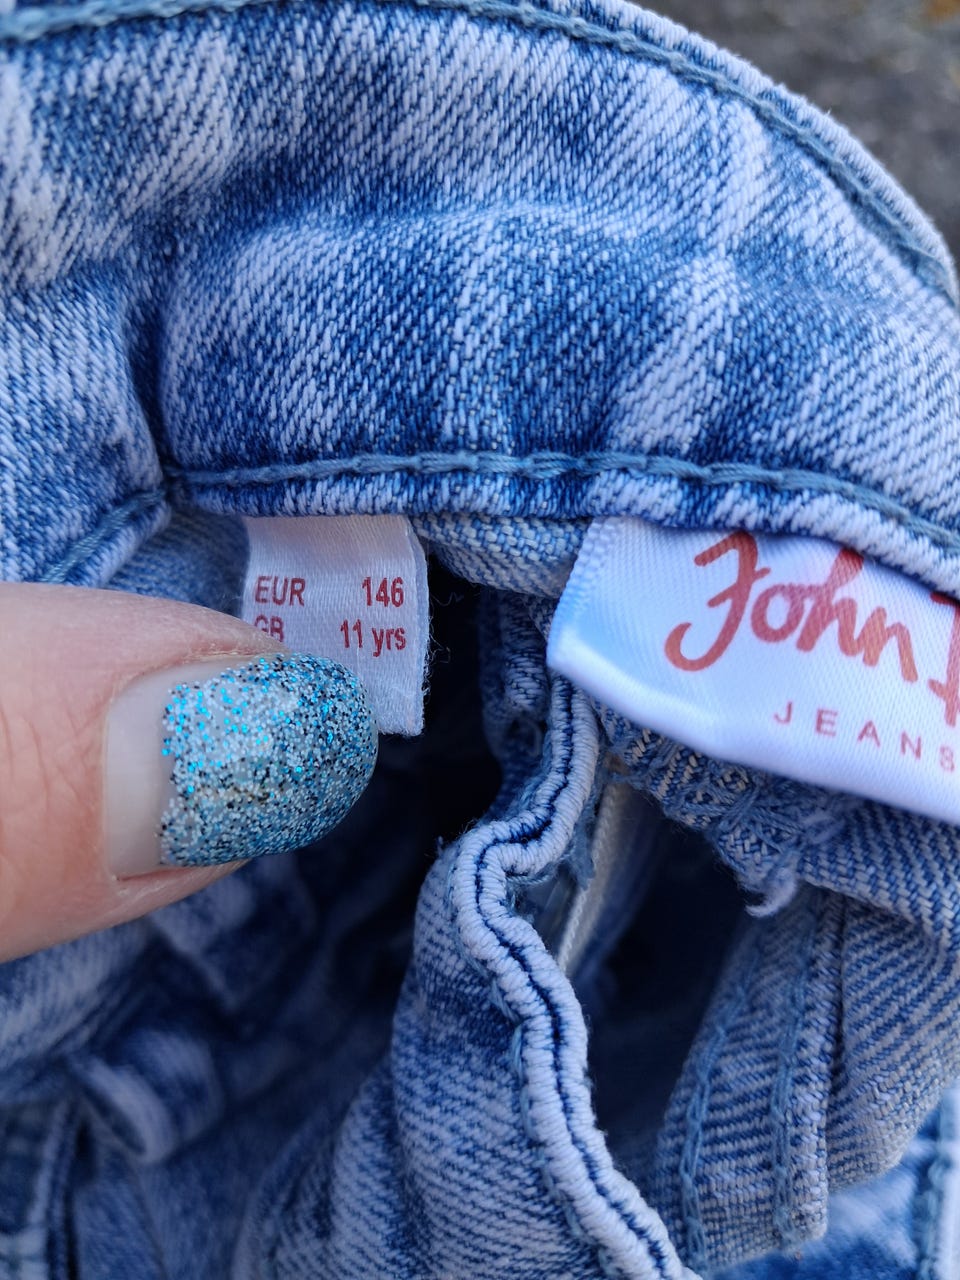 EUR 146
GB 11 yrs
John
JEANS